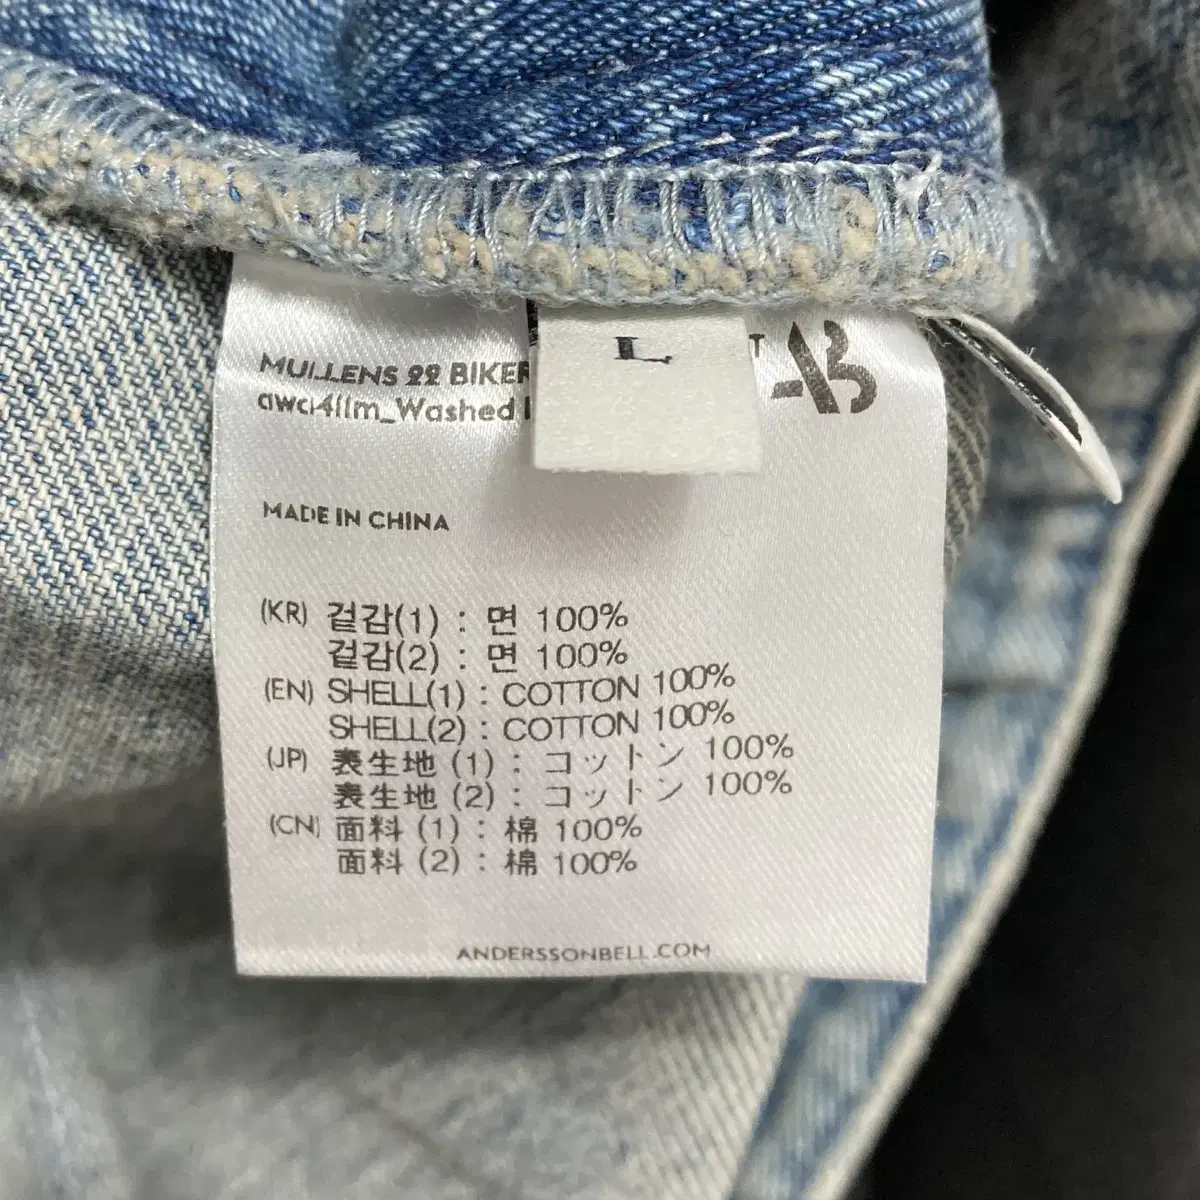 L
MULLENS 22 BIKER
T AB
_Washed
MADE IN CHINA
(KR) 겉감(1) : 면 100%
겉감(2) : 면 100%
(EN) SHELL(1) : COTTON 100%
SHELL(2) : COTTON 100%
(JP) 表生地 (1) : コットン 100%
表生地 (2) : コットン 100%
(CN) 面料 (1) : 棉 100%
面料 (2) : 棉 100%
ANDERSSONBELL.COM